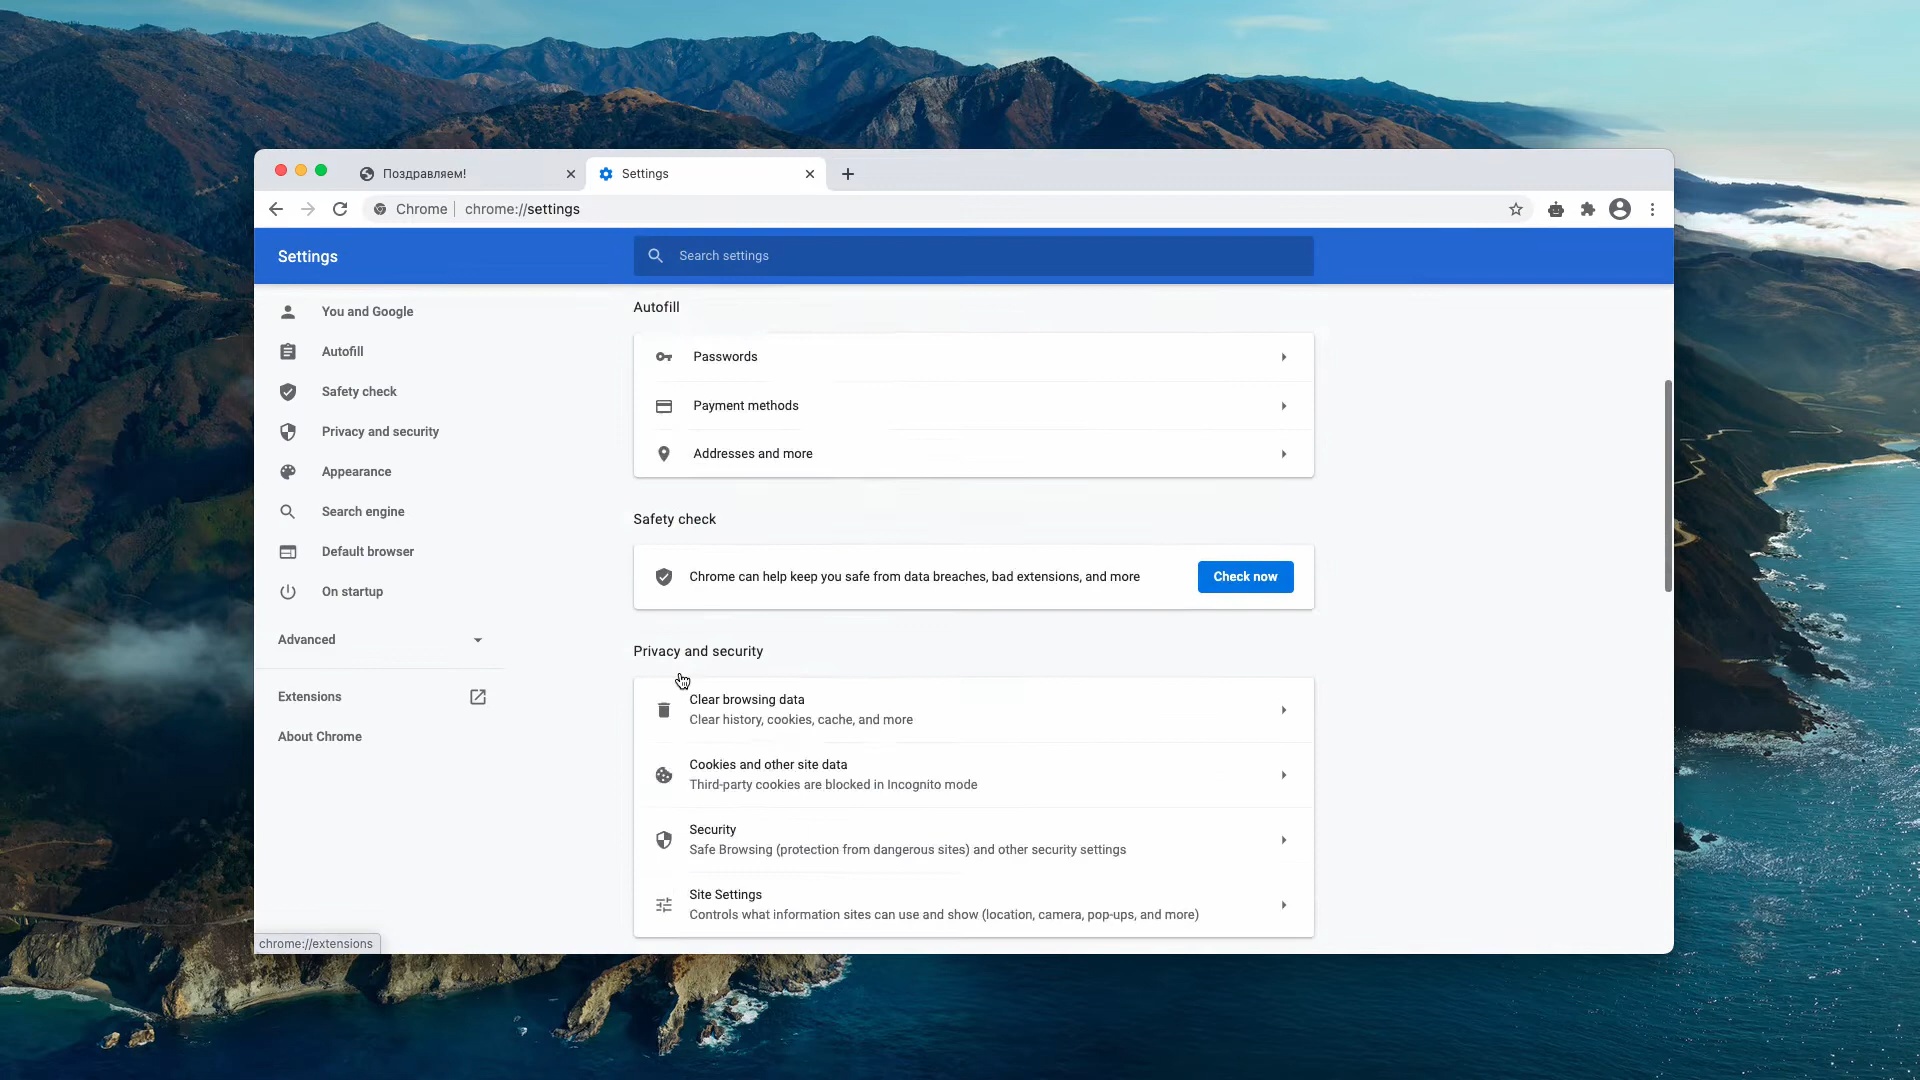 Поздравляем!
Settings
Chrome
chrome://settings
Settings
Search settings
You and Google
Autofill
Safety check
Privacy and security
Appearance
Search engine
Default browser
On startup
Advanced
Extensions
About Chrome
Autofill
Passwords
Payment methods
Addresses and more
Safety check
Chrome can help keep you safe from data breaches, bad extensions, and more
Check now
Privacy and security
Clear browsing data
Clear history, cookies, cache, and more
Cookies and other site data
Third-party cookies are blocked in Incognito mode
Security
Safe Browsing (protection from dangerous sites) and other security settings
Site Settings
Controls what information sites can use and show (location, camera, pop-ups, and more)
chrome://extensions